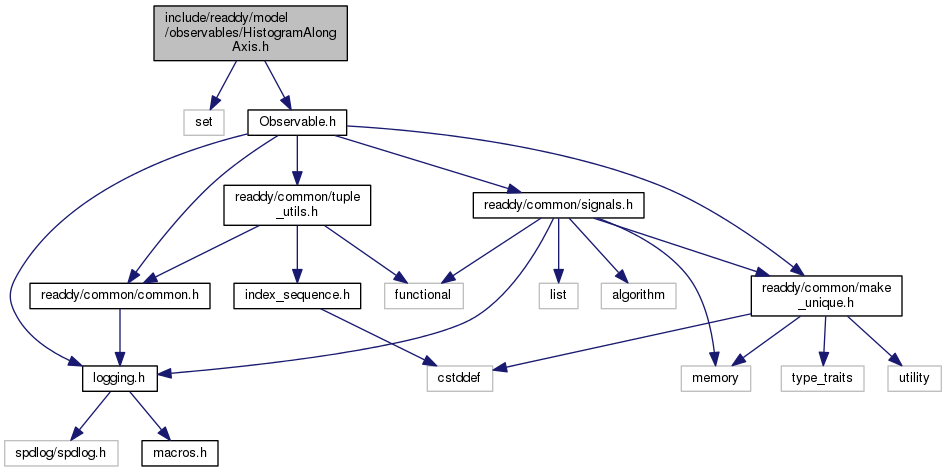 include/readdy/model
/observables/HistogramAlong
Axis.h
set
Observable.h
readdy/common/tuple
_utils.h
readdy/common/signals.h
readdy/common/common.h
index_sequence.h
functional
list
algorithm
readdy/common/make
_unique.h
logging.h
cstddef
memory
type_traits
utility
spdlog/spdlog.h
macros.h